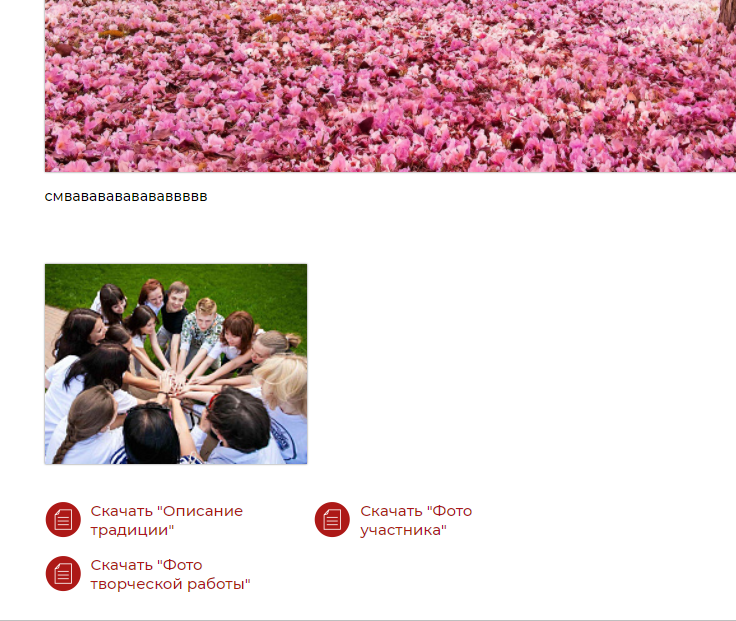 смвававававававвввв
Скачать "Описание
традиции"
Скачать "Фото
участника"
Скачать "Фото
творческой работы"